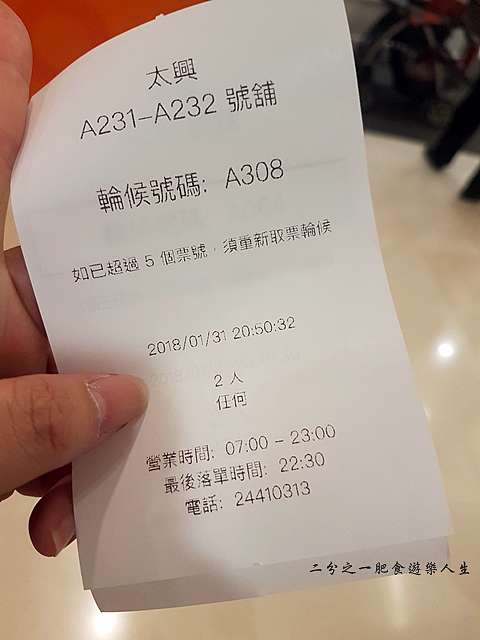 太興
A231-A232 號舖
輪候號碼: A308
如已超過 5 個票號，須重新取票輪候
2018/01/31 20:50:32
2 人
任何
營業時間: 07:00 - 23:00
最後落單時間: 22:30
電話: 24410313
二分之一肥食遊樂人生